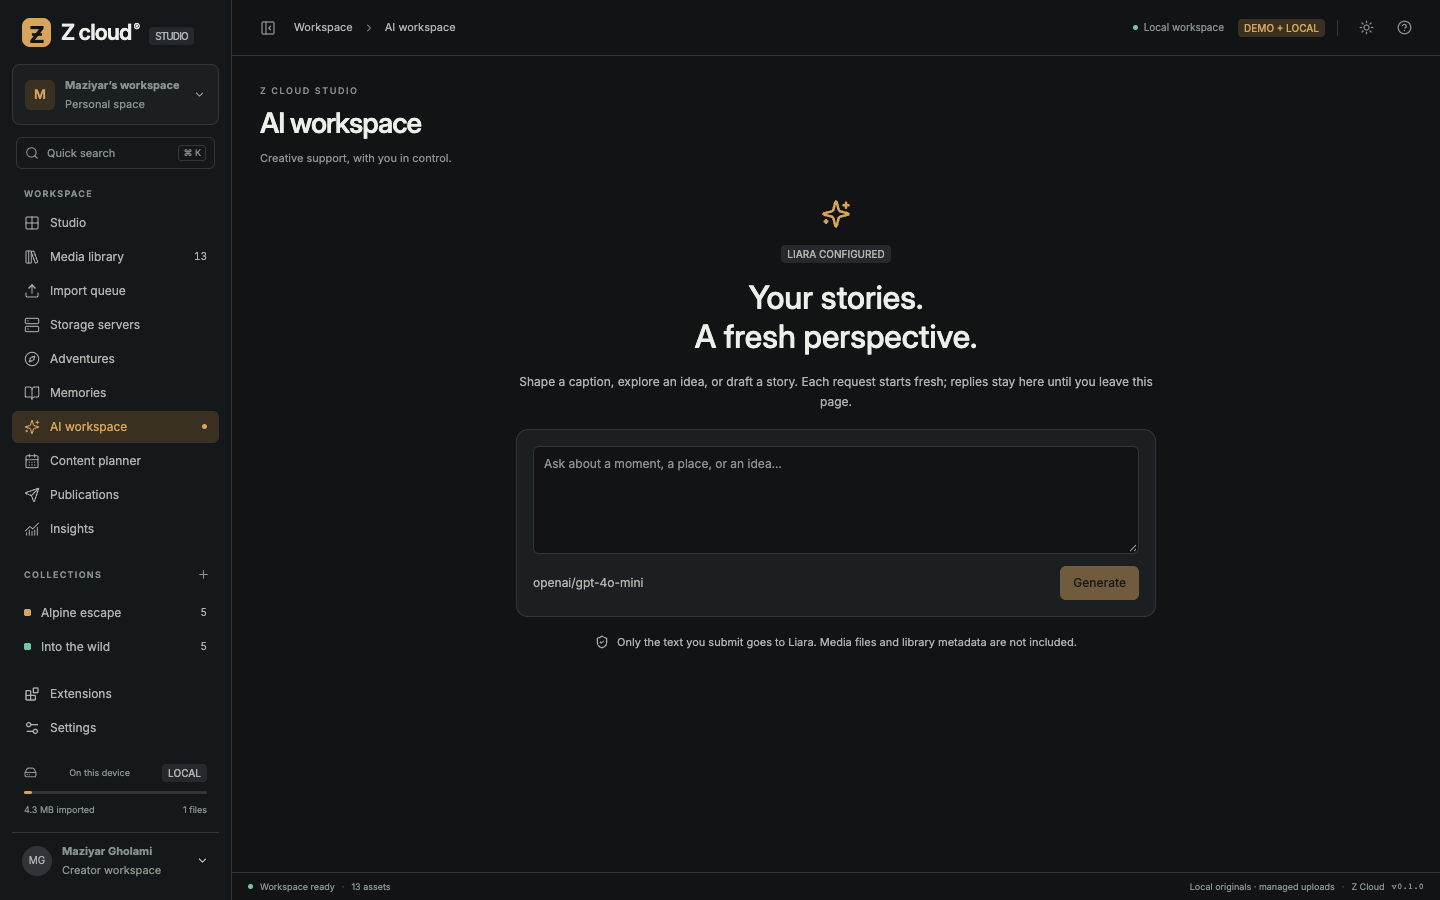 Z cloud®
STUDIO
M
Maziyar's workspace
Personal space
Quick search
⌘ K
WORKSPACE
Studio
Media library 13
Import queue
Storage servers
Adventures
Memories
AI workspace
Content planner
Publications
Insights
COLLECTIONS
Alpine escape 5
Into the wild 5
Extensions
Settings
On this device LOCAL
4.3 MB imported 1 files
MG
Maziyar Gholami
Creator workspace
Workspace > AI workspace
Local workspace
DEMO + LOCAL
Z CLOUD STUDIO
AI workspace
Creative support, with you in control.
LIARA CONFIGURED
Your stories.
A fresh perspective.
Shape a caption, explore an idea, or draft a story. Each request starts fresh; replies stay here until you leave this
page.
Ask about a moment, a place, or an idea...
openai/gpt-4o-mini
Generate
Only the text you submit goes to Liara. Media files and library metadata are not included.
Workspace ready · 13 assets
Local originals · managed uploads · Z Cloud v0.1.0